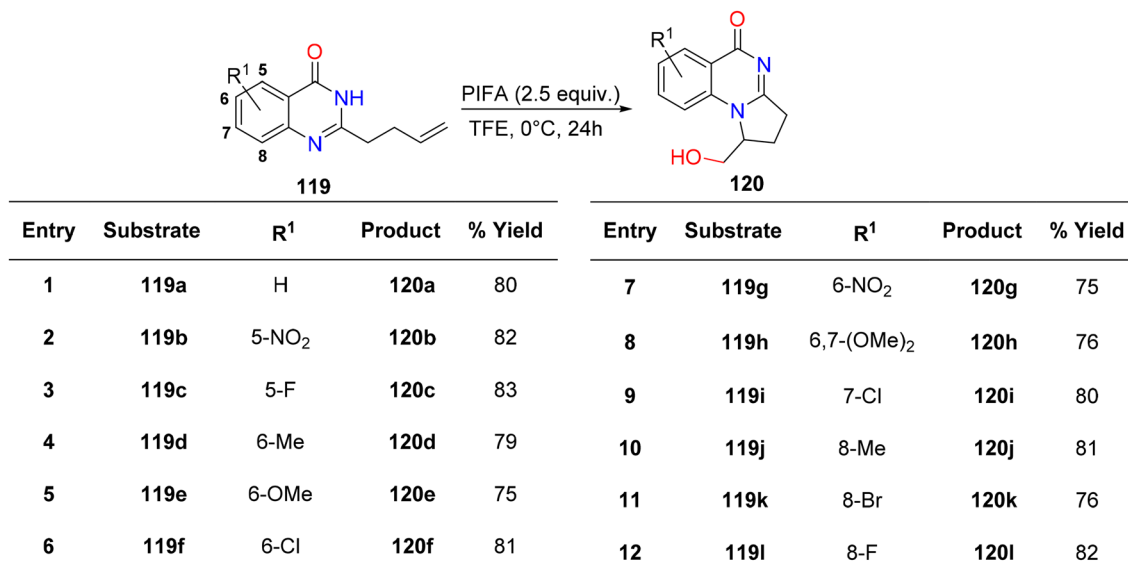 O
R¹
5
6
NH
7
8
N
119
PIFA (2.5 equiv.)
TFE, 0°C, 24h
O
R¹
N
N
HO
120
Entry Substrate R¹ Product % Yield
1 119a H 120a 80
2 119b 5-NO₂ 120b 82
3 119c 5-F 120c 83
4 119d 6-Me 120d 79
5 119e 6-OMe 120e 75
6 119f 6-Cl 120f 81
Entry Substrate R¹ Product % Yield
7 119g 6-NO₂ 120g 75
8 119h 6,7-(OMe)₂ 120h 76
9 119i 7-Cl 120i 80
10 119j 8-Me 120j 81
11 119k 8-Br 120k 76
12 119l 8-F 120l 82